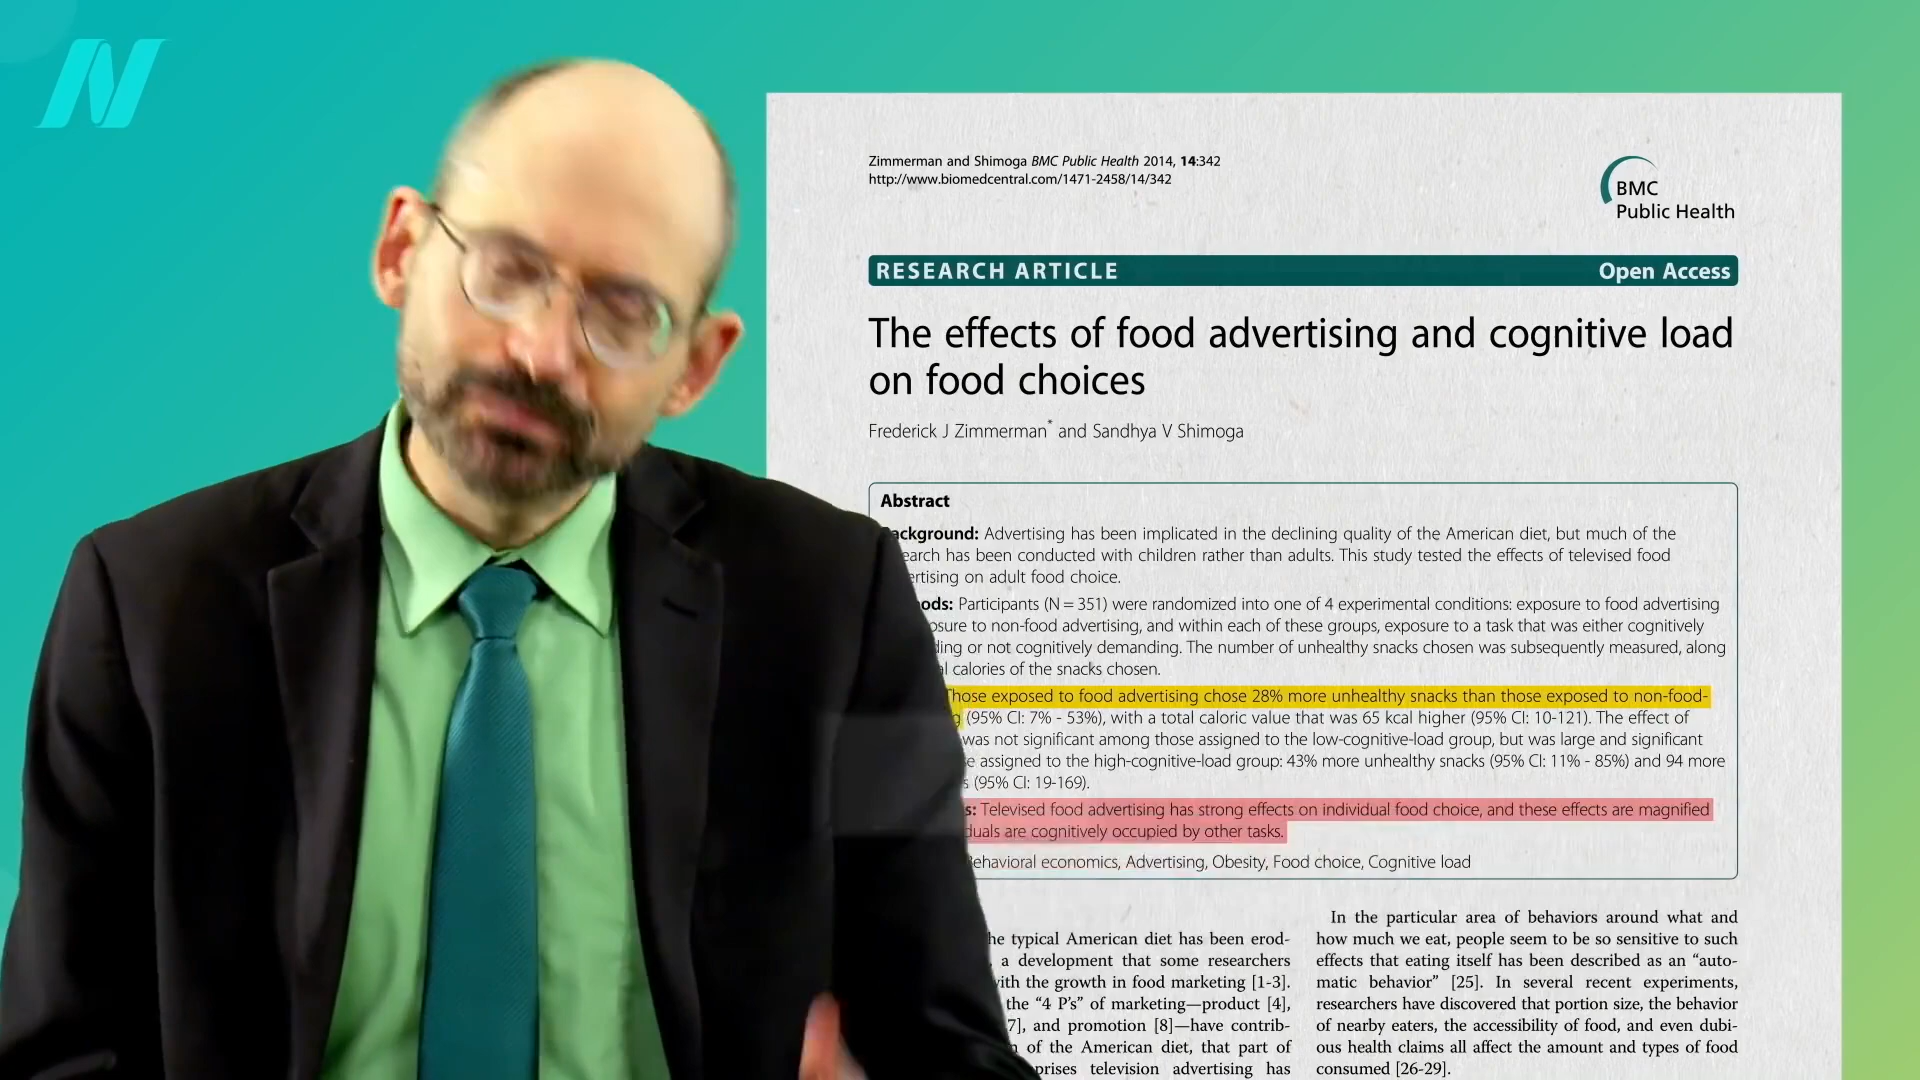 Zimmerman and Shimoga BMC Public Health 2014, 14:342
http://www.biomedcentral.com/1471-2458/14/342
BMC
Public Health
RESEARCH ARTICLE Open Access
The effects of food advertising and cognitive load
on food choices
Frederick J Zimmerman* and Sandhya V Shimoga
Abstract
ackground: Advertising has been implicated in the declining quality of the American diet, but much of the
earch has been conducted with children rather than adults. This study tested the effects of televised food
ertising on adult food choice.
ods: Participants (N = 351) were randomized into one of 4 experimental conditions: exposure to food advertising
osure to non-food advertising, and within each of these groups, exposure to a task that was either cognitively
ding or not cognitively demanding. The number of unhealthy snacks chosen was subsequently measured, along
al calories of the snacks chosen.
Those exposed to food advertising chose 28% more unhealthy snacks than those exposed to non-food-
g (95% CI: 7% - 53%), with a total caloric value that was 65 kcal higher (95% CI: 10-121). The effect of
was not significant among those assigned to the low-cognitive-load group, but was large and significant
e assigned to the high-cognitive-load group: 43% more unhealthy snacks (95% CI: 11% - 85%) and 94 more
s (95% CI: 19-169).
s: Televised food advertising has strong effects on individual food choice, and these effects are magnified
duals are cognitively occupied by other tasks.
Behavioral economics, Advertising, Obesity, Food choice, Cognitive load
he typical American diet has been erod-
, a development that some researchers
with the growth in food marketing [1-3].
the “4 P’s” of marketing—product [4],
7], and promotion [8]—have contrib-
n of the American diet, that part of
prises television advertising has
In the particular area of behaviors around what and
how much we eat, people seem to be so sensitive to such
effects that eating itself has been described as an “auto-
matic behavior” [25]. In several recent experiments,
researchers have discovered that portion size, the behavior
of nearby eaters, the accessibility of food, and even dubi-
ous health claims all affect the amount and types of food
consumed [26-29].